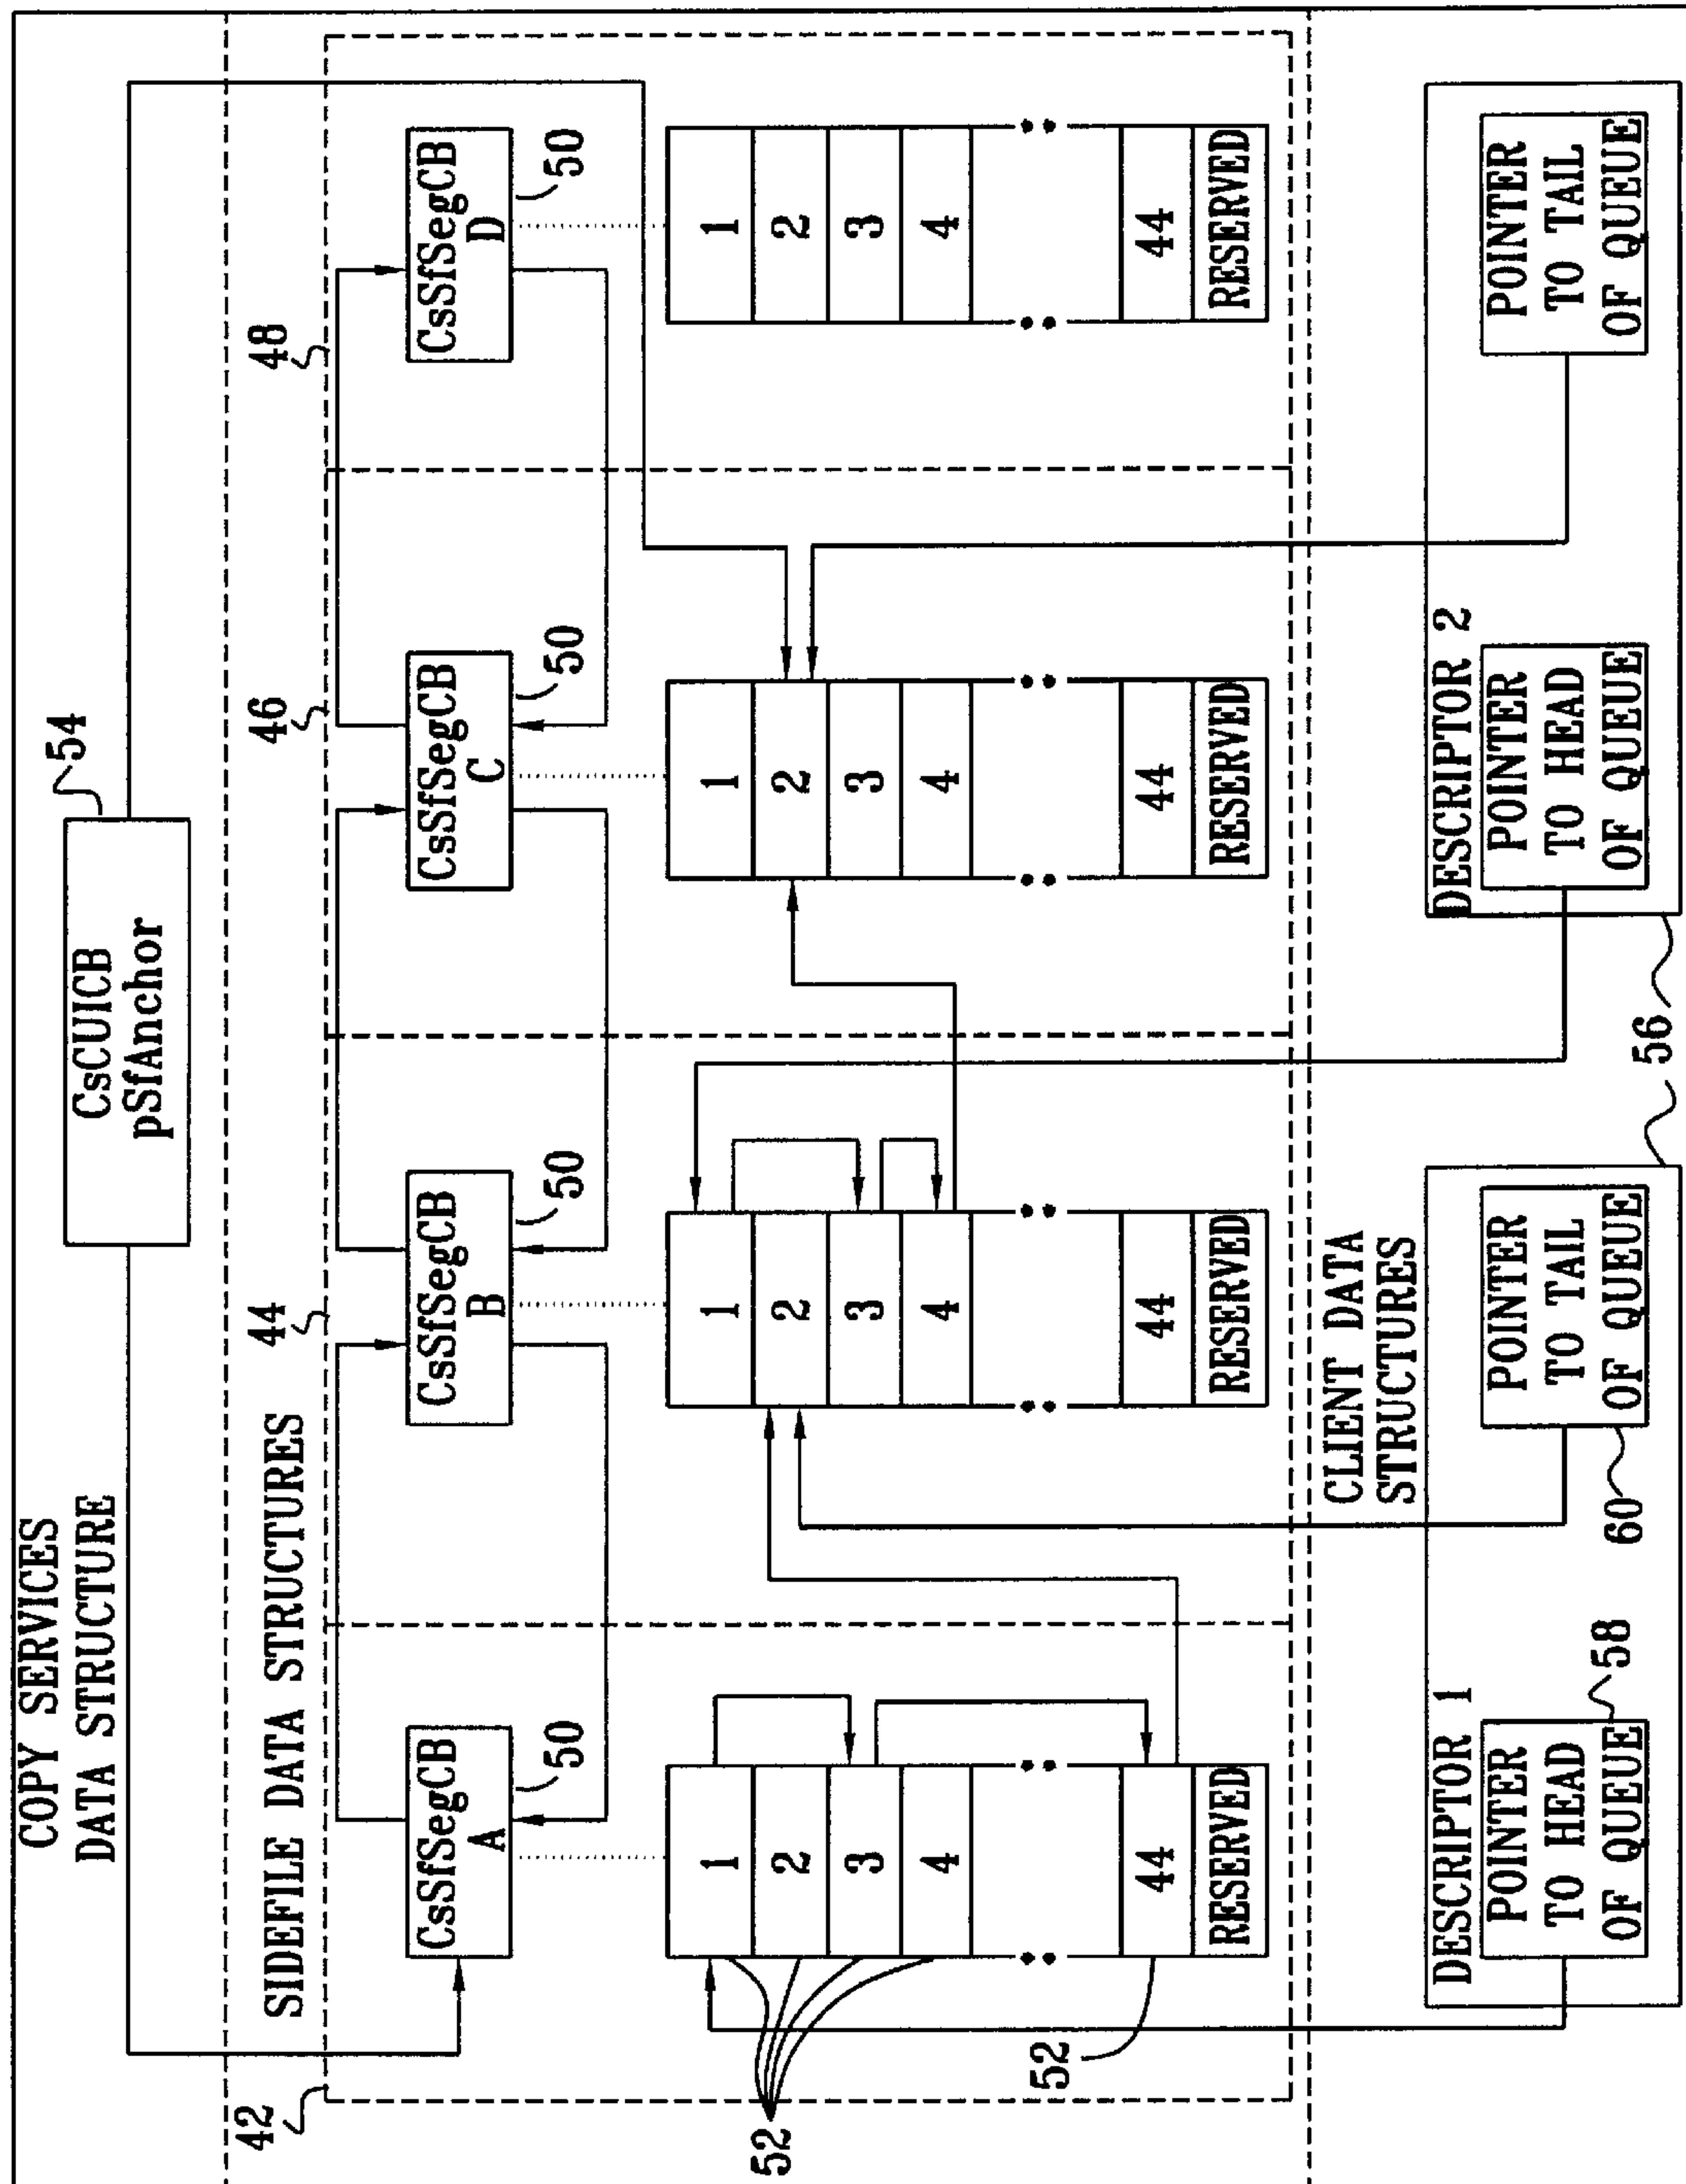 COPY SERVICES
DATA STRUCTURE
CsCUICB
pSfAnchor
54
SIDEFILE DATA STRUCTURES
42
44
46
48
CsSfSegCB
A
50
CsSfSegCB
B
50
CsSfSegCB
C
50
CsSfSegCB
D
50
1
2
3
4
44
RESERVED
1
2
3
4
44
RESERVED
1
2
3
4
44
RESERVED
1
2
3
4
44
RESERVED
52
52
CLIENT DATA
STRUCTURES
DESCRIPTOR 1
POINTER
TO HEAD
OF QUEUE
58
POINTER
TO TAIL
OF QUEUE
60
DESCRIPTOR 2
POINTER
TO HEAD
OF QUEUE
POINTER
TO TAIL
OF QUEUE
56